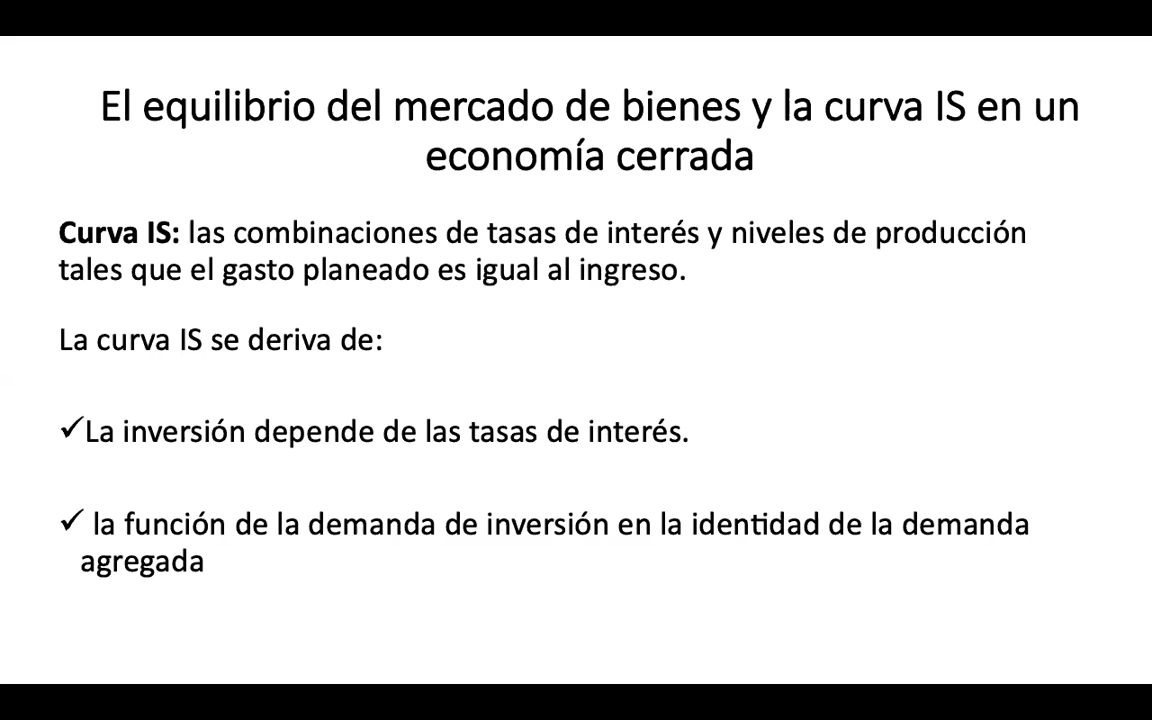 El equilibrio del mercado de bienes y la curva IS en un
economía cerrada
Curva IS: las combinaciones de tasas de interés y niveles de producción
tales que el gasto planeado es igual al ingreso.
La curva IS se deriva de:
✓La inversión depende de las tasas de interés.
✓ la función de la demanda de inversión en la identidad de la demanda
agregada